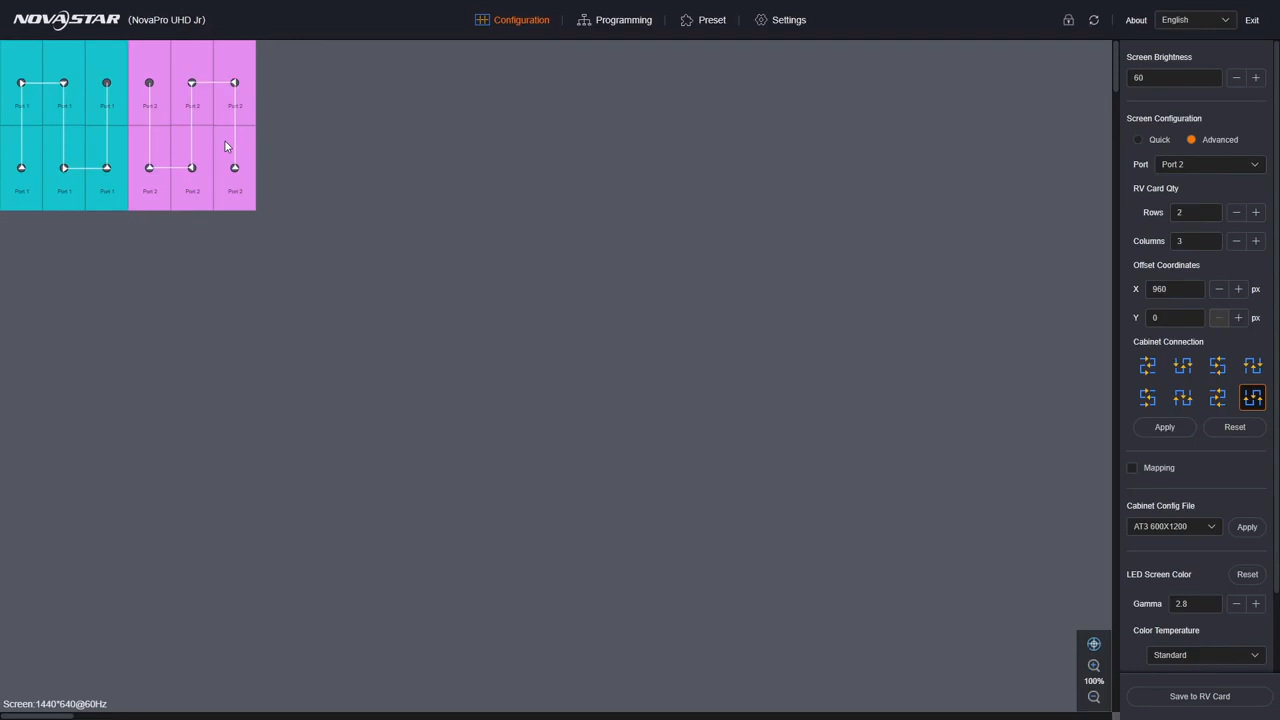 NOVASTAR (NovaPro UHD Jr)
Configuration
Programming
Preset
Settings
About
English
Exit
Port 1 Port 1 Port 1 Port 2 Port 2 Port 2
Port 1 Port 1 Port 1 Port 2 Port 2 Port 2
Screen Brightness
60
Screen Configuration
Quick Advanced
Port Port 2
RV Card Qty
Rows 2
Columns 3
Offset Coordinates
X 960 px
Y 0 px
Cabinet Connection
Apply Reset
Mapping
Cabinet Config File
AT3 600X1200 Apply
LED Screen Color Reset
Gamma 2.8
Color Temperature
Standard
100%
Save to RV Card
Screen:1440*640@60Hz